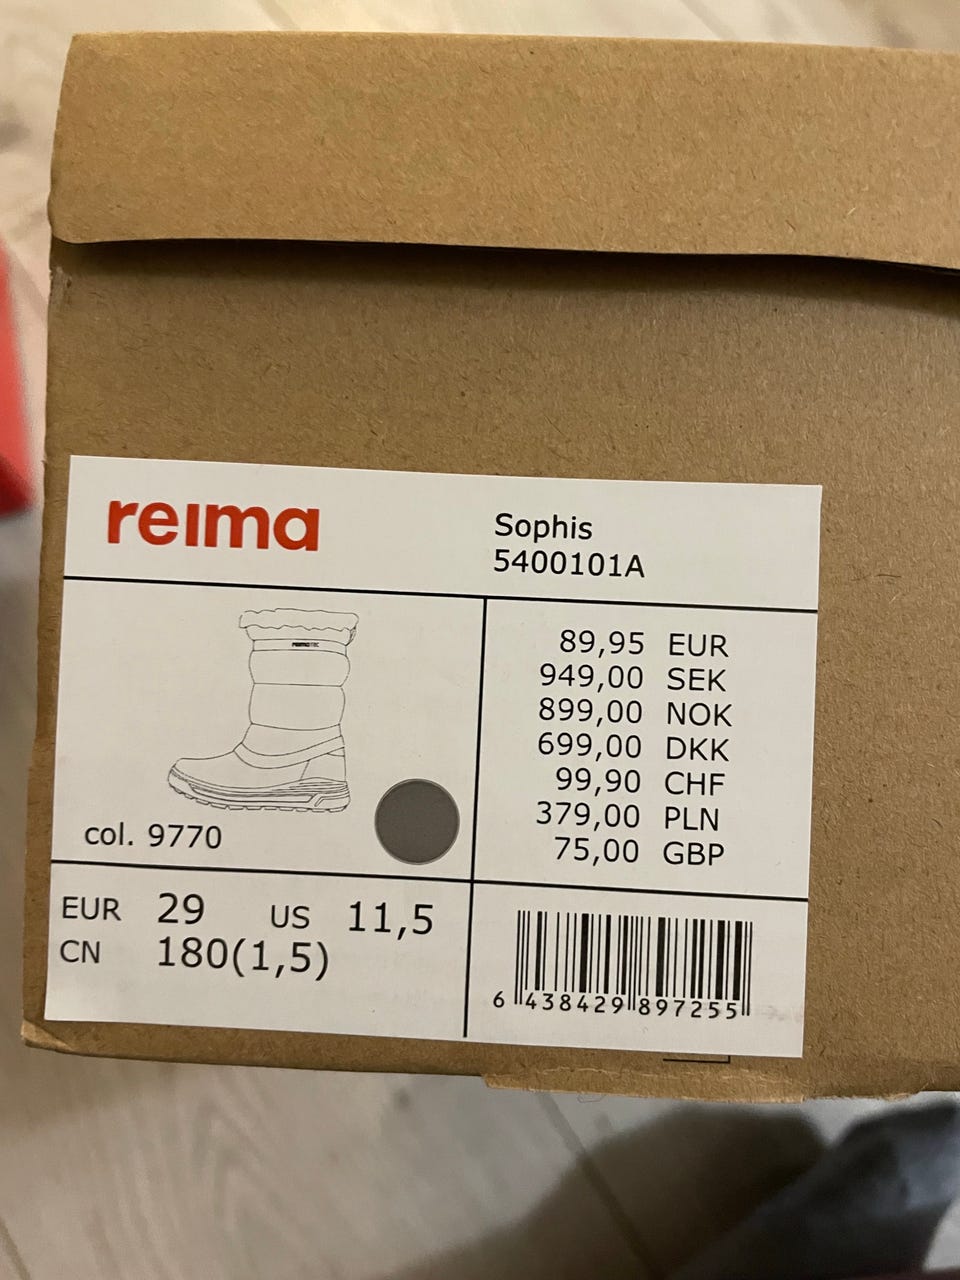 reima
Sophis
5400101A
reimatec
col. 9770
89,95 EUR
949,00 SEK
899,00 NOK
699,00 DKK
99,90 CHF
379,00 PLN
75,00 GBP
EUR 29 US 11,5
CN 180(1,5)
6 438429 897255